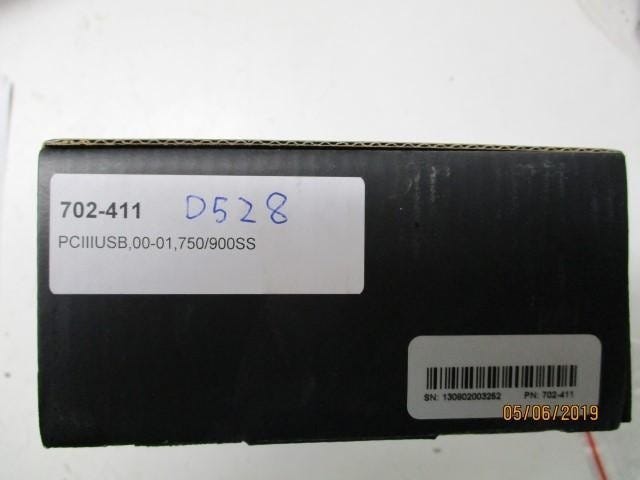 702-411 D528
PCIIIUSB,00-01,750/900SS
SN: 130802003252 PN: 702-411
05/06/2019